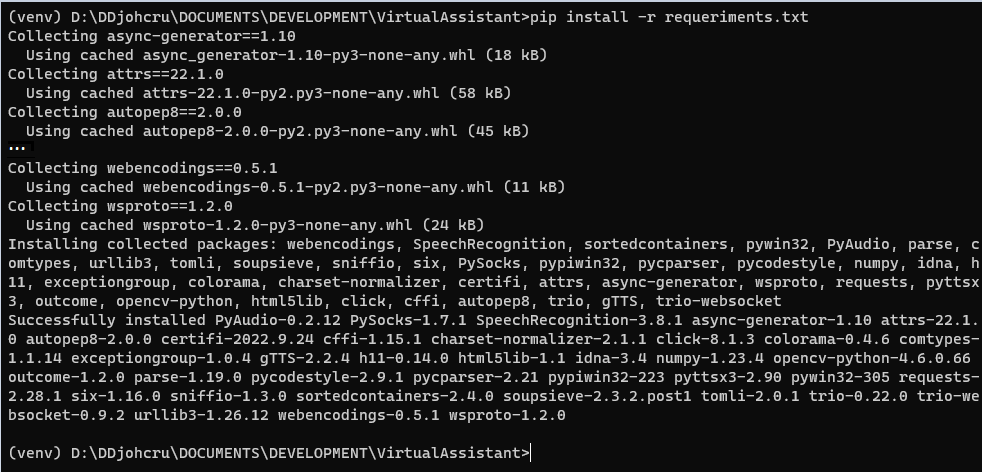 (venv) D:\DDjohcru\DOCUMENTS\DEVELOPMENT\VirtualAssistant>pip install -r requeriments.txt
Collecting async-generator==1.10
  Using cached async_generator-1.10-py3-none-any.whl (18 kB)
Collecting attrs==22.1.0
  Using cached attrs-22.1.0-py2.py3-none-any.whl (58 kB)
Collecting autopep8==2.0.0
  Using cached autopep8-2.0.0-py2.py3-none-any.whl (45 kB)
...
Collecting webencodings==0.5.1
  Using cached webencodings-0.5.1-py2.py3-none-any.whl (11 kB)
Collecting wsproto==1.2.0
  Using cached wsproto-1.2.0-py3-none-any.whl (24 kB)
Installing collected packages: webencodings, SpeechRecognition, sortedcontainers, pywin32, PyAudio, parse, c
omtypes, urllib3, tomli, soupsieve, sniffio, six, PySocks, pypiwin32, pycparser, pycodestyle, numpy, idna, h
11, exceptiongroup, colorama, charset-normalizer, certifi, attrs, async-generator, wsproto, requests, pyttsx
3, outcome, opencv-python, html5lib, click, cffi, autopep8, trio, gTTS, trio-websocket
Successfully installed PyAudio-0.2.12 PySocks-1.7.1 SpeechRecognition-3.8.1 async-generator-1.10 attrs-22.1.
0 autopep8-2.0.0 certifi-2022.9.24 cffi-1.15.1 charset-normalizer-2.1.1 click-8.1.3 colorama-0.4.6 comtypes-
1.1.14 exceptiongroup-1.0.4 gTTS-2.2.4 h11-0.14.0 html5lib-1.1 idna-3.4 numpy-1.23.4 opencv-python-4.6.0.66
outcome-1.2.0 parse-1.19.0 pycodestyle-2.9.1 pycparser-2.21 pypiwin32-223 pyttsx3-2.90 pywin32-305 requests-
2.28.1 six-1.16.0 sniffio-1.3.0 sortedcontainers-2.4.0 soupsieve-2.3.2.post1 tomli-2.0.1 trio-0.22.0 trio-we
bsocket-0.9.2 urllib3-1.26.12 webencodings-0.5.1 wsproto-1.2.0
(venv) D:\DDjohcru\DOCUMENTS\DEVELOPMENT\VirtualAssistant>